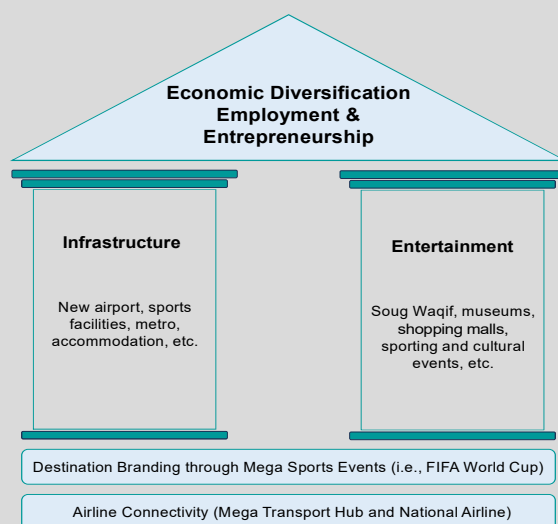 Economic Diversification
Employment &
Entrepreneurship
Infrastructure
New airport, sports
facilities, metro,
accommodation, etc.
Entertainment
Soug Waqif, museums,
shopping malls,
sporting and cultural
events, etc.
Destination Branding through Mega Sports Events (i.e., FIFA World Cup)
Airline Connectivity (Mega Transport Hub and National Airline)